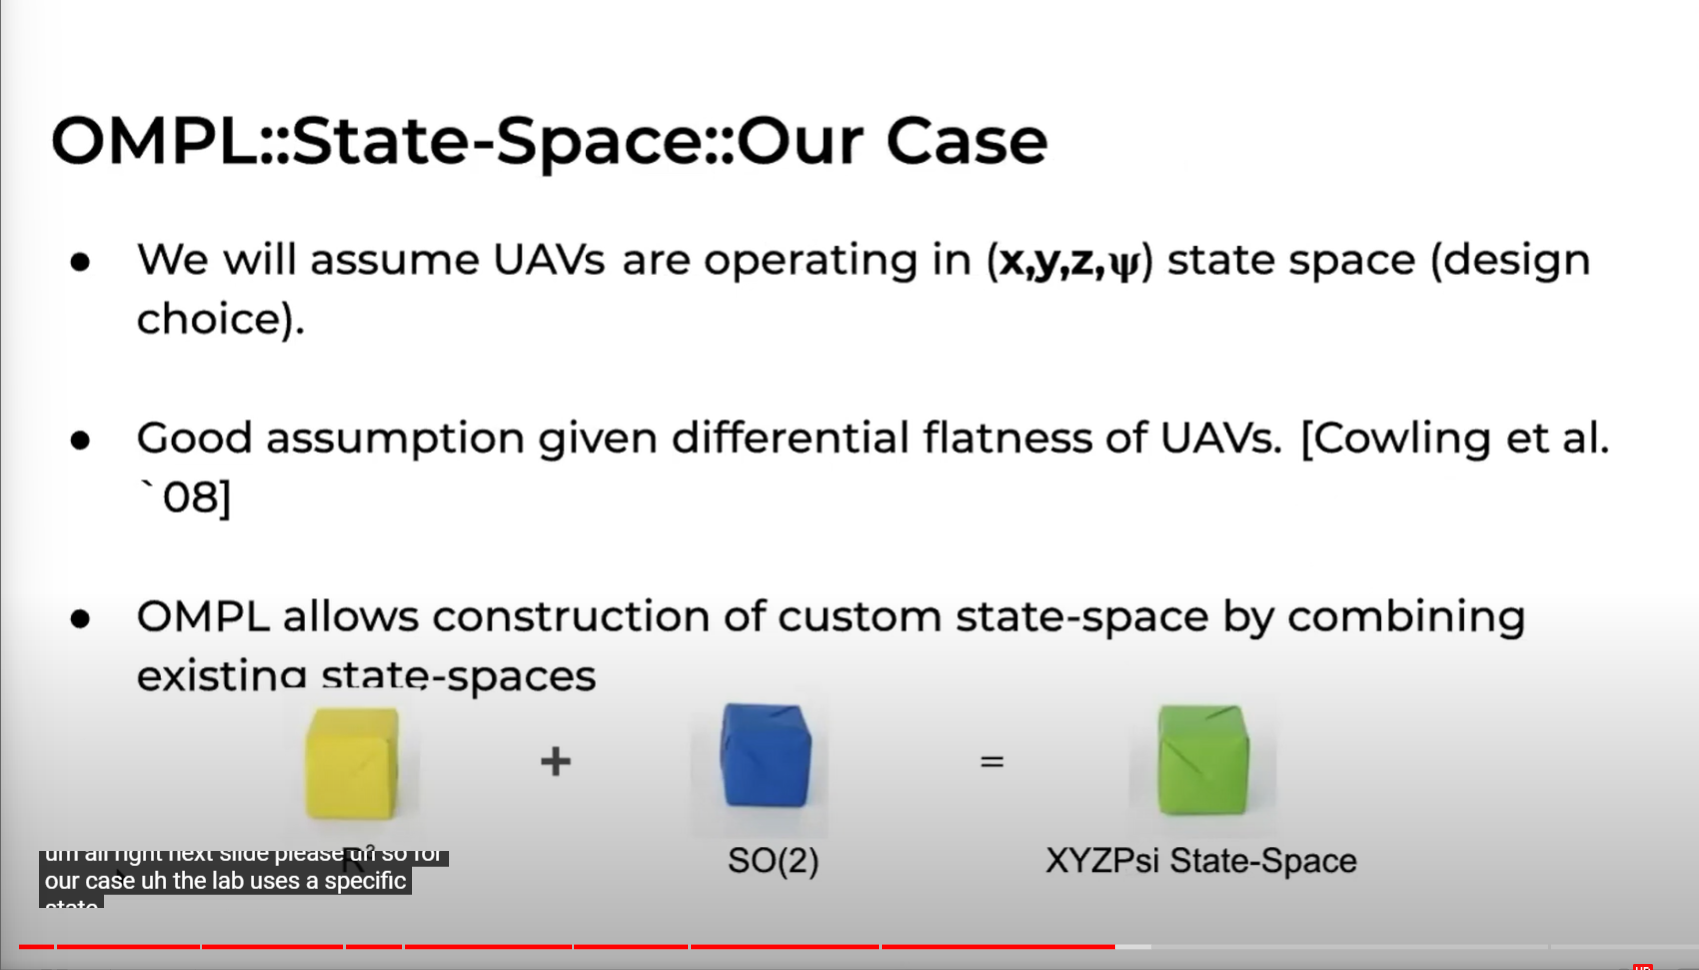 OMPL::State-Space::Our Case
● We will assume UAVs are operating in (x,y,z,ψ) state space (design
choice).
● Good assumption given differential flatness of UAVs. [Cowling et al.
`08]
● OMPL allows construction of custom state-space by combining
existing state-spaces
+ =
SO(2) XYZPsi State-Space
um all right next slide please uh so for
our case uh the lab uses a specific
state